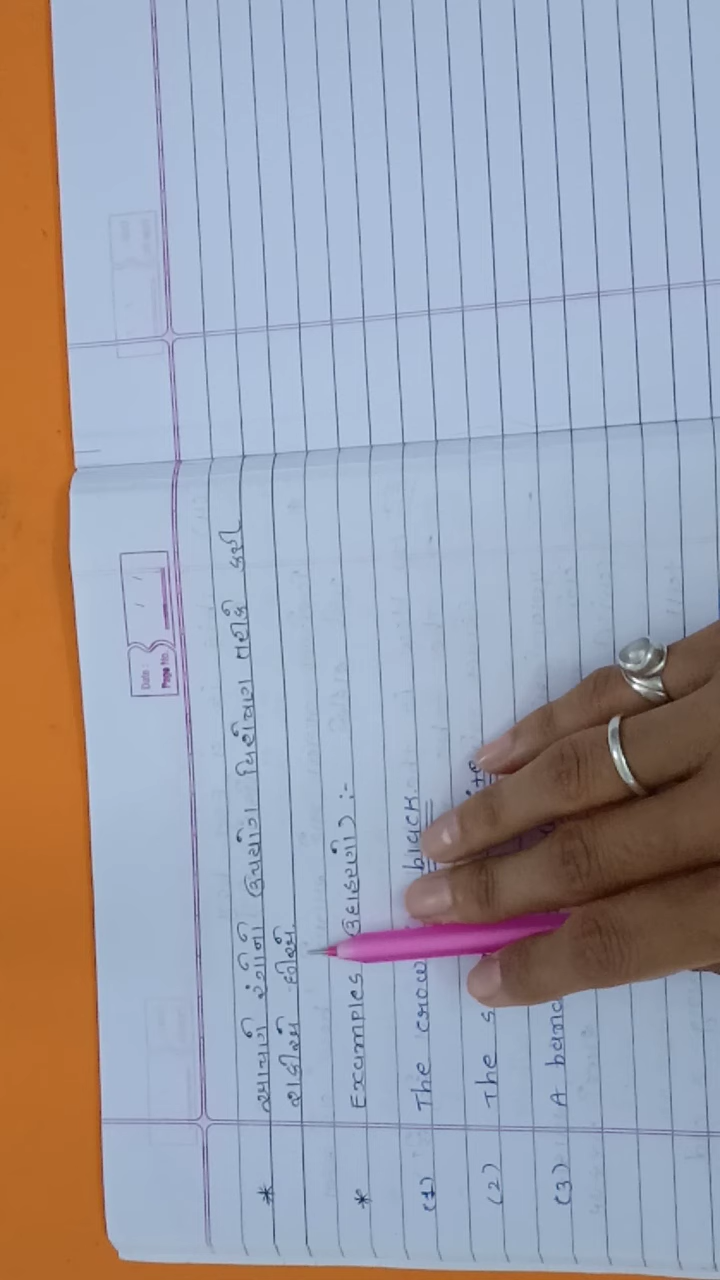 Date :
Page No.
* આપણે રંગોનો ઉપયોગ વિશેષણ તરીકે કરી
શકીએ છીએ.
* Examples (ઉદાહરણો) :-
(1) The crow black.
(2) The
(3) A